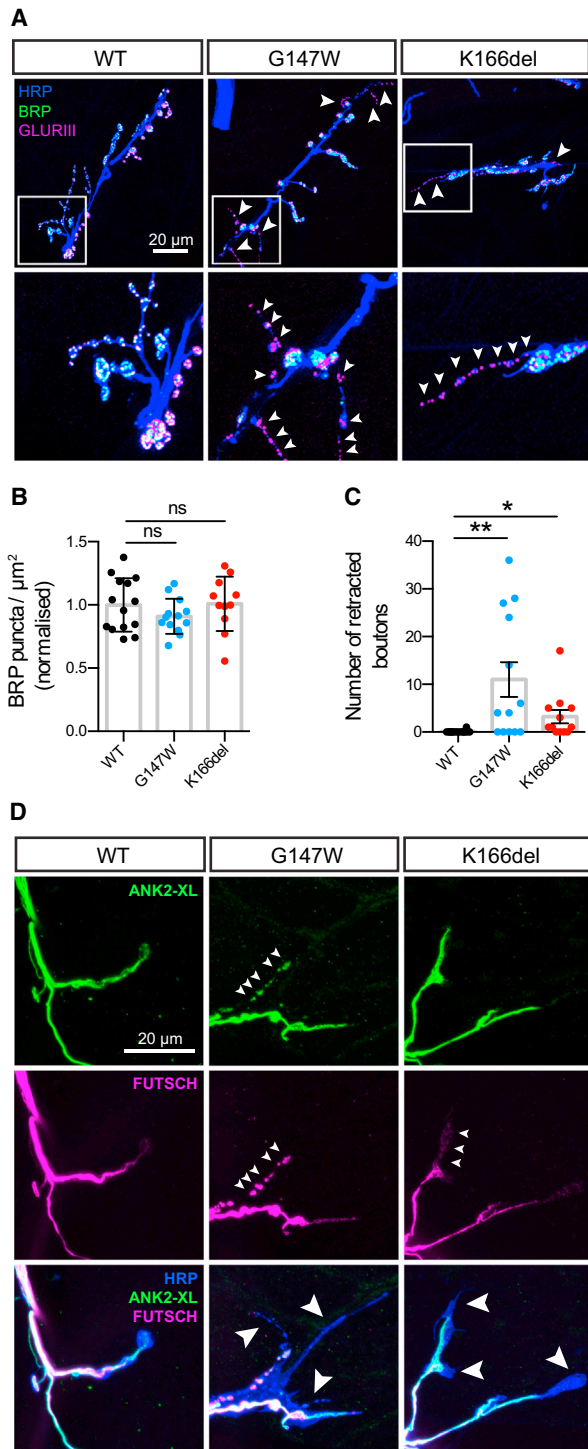 A
WT G147W K166del
HRP
BRP
GLURIII
20 µm
B
C
BRP puncta / µm²
(normalised)
ns
ns
1.5
1.0
0.5
0.0
WT G147W K166del
Number of retracted
boutons
*
**
40
30
20
10
0
WT G147W K166del
D
WT G147W K166del
ANK2-XL
20 µm
FUTSCH
HRP
ANK2-XL
FUTSCH